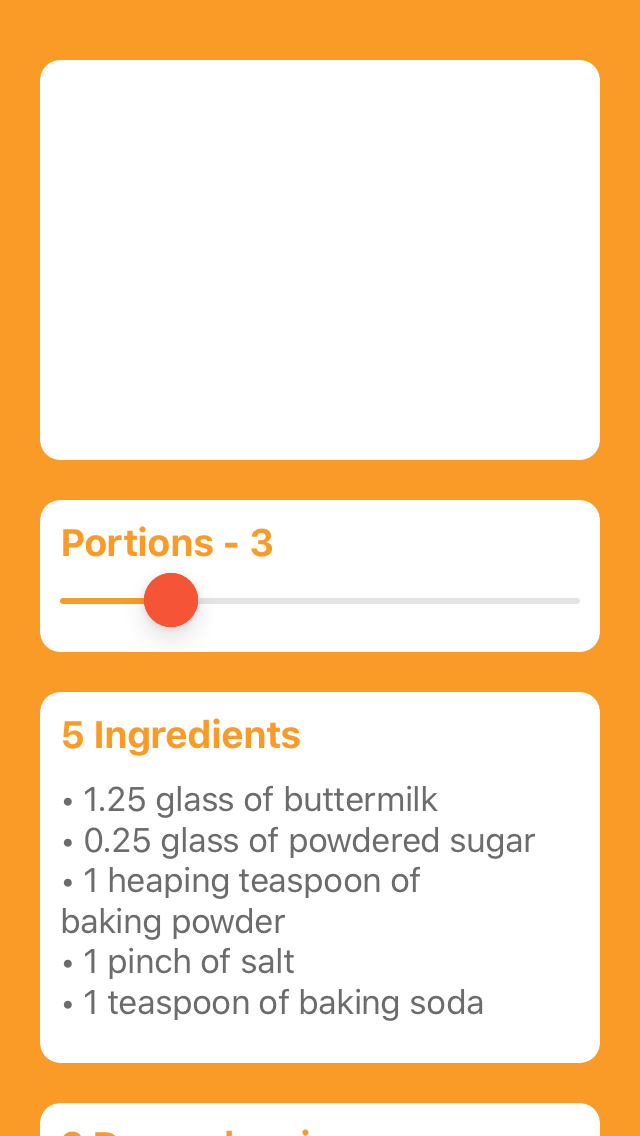 Portions - 3
5 Ingredients
• 1.25 glass of buttermilk
• 0.25 glass of powdered sugar
• 1 heaping teaspoon of
baking powder
• 1 pinch of salt
• 1 teaspoon of baking soda